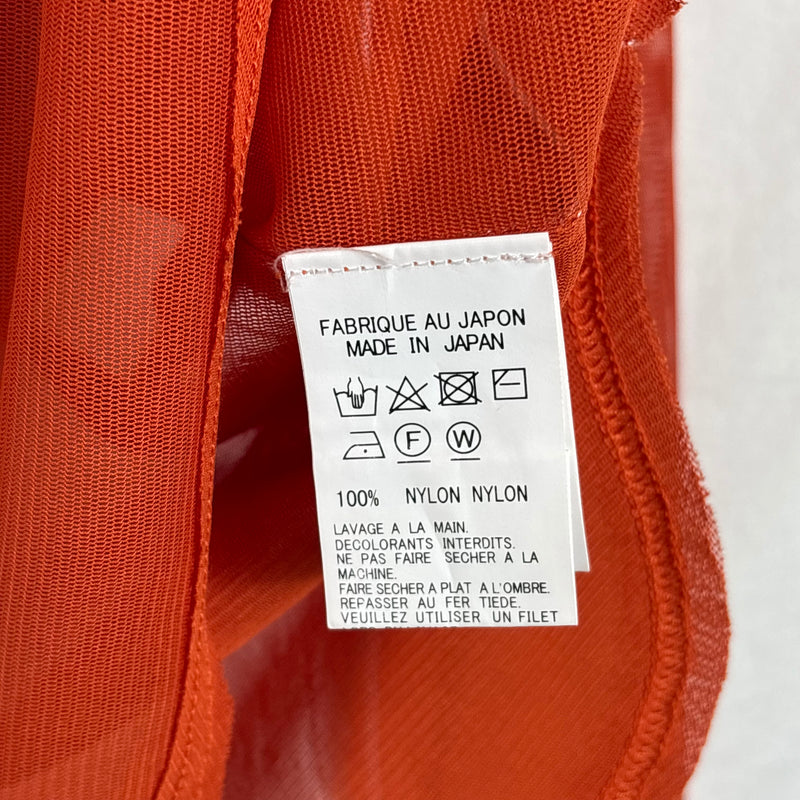 FABRIQUE AU JAPON
MADE IN JAPAN
F W
100% NYLON NYLON
LAVAGE A LA MAIN.
DECOLORANTS INTERDITS.
NE PAS FAIRE SECHER A LA
MACHINE.
FAIRE SECHER A PLAT A L'OMBRE.
REPASSER AU FER TIEDE.
VEUILLEZ UTILISER UN FILET